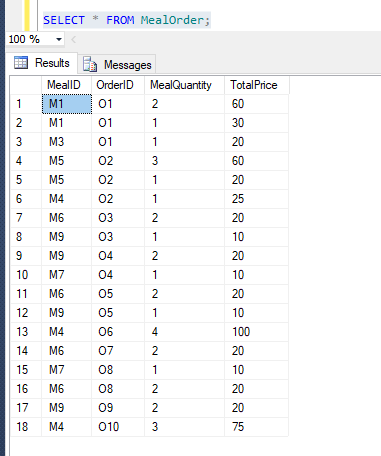 SELECT * FROM MealOrder;
100 %
Results Messages
MealID OrderID MealQuantity TotalPrice
1 M1 O1 2 60
2 M1 O1 1 30
3 M3 O1 1 20
4 M5 O2 3 60
5 M5 O2 1 20
6 M4 O2 1 25
7 M6 O3 2 20
8 M9 O3 1 10
9 M9 O4 2 20
10 M7 O4 1 10
11 M6 O5 2 20
12 M9 O5 1 10
13 M4 O6 4 100
14 M6 O7 2 20
15 M7 O8 1 10
16 M6 O8 2 20
17 M9 O9 2 20
18 M4 O10 3 75